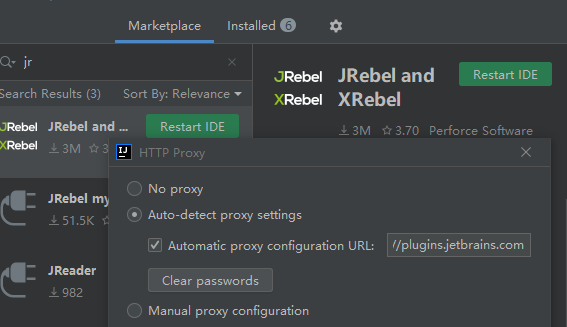 Marketplace
Installed 6
jr
Search Results (3)
Sort By: Relevance
JRebel
XRebel
JRebel and ...
Restart IDE
3M
3
JRebel my
51.5K
JReader
982
JRebel
XRebel
JRebel and
XRebel
Restart IDE
3M
3.70
Perforce Software
IJ
HTTP Proxy
No proxy
Auto-detect proxy settings
Automatic proxy configuration URL:
//plugins.jetbrains.com
Clear passwords
Manual proxy configuration